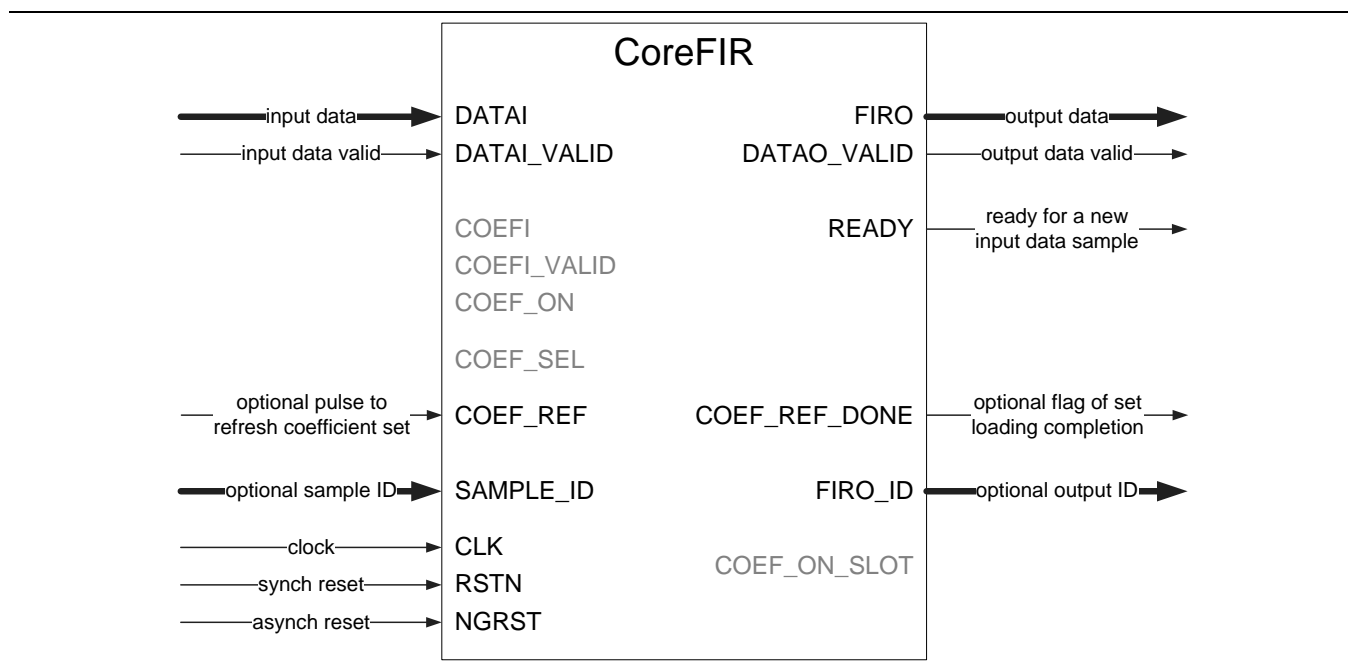 CoreFIR
input data DATAI FIRO output data
input data valid DATAI_VALID DATAO_VALID output data valid
COEFI READY ready for a new
input data sample
COEFI_VALID
COEF_ON
COEF_SEL
optional pulse to
refresh coefficient set COEF_REF COEF_REF_DONE optional flag of set
loading completion
optional sample ID SAMPLE_ID FIRO_ID optional output ID
clock CLK
COEF_ON_SLOT
synch reset RSTN
asynch reset NGRST